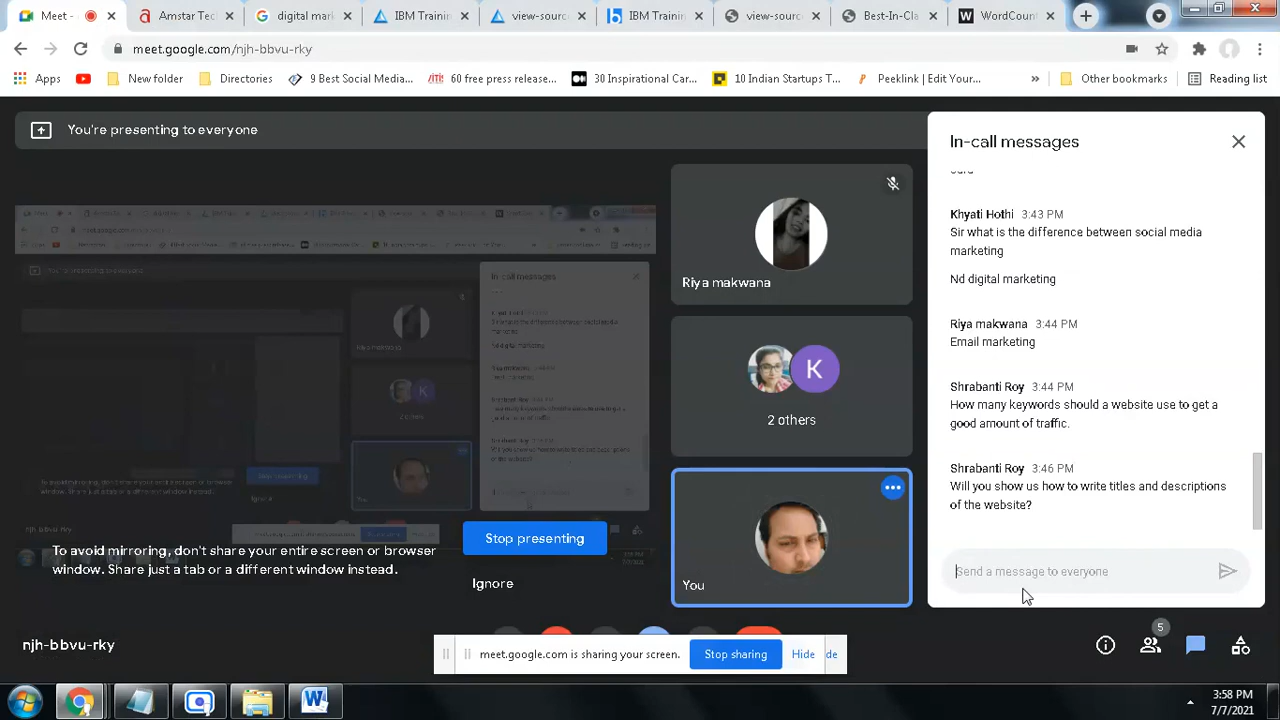 Meet -
Amstar Tec
digital mark
IBM Training
view-sourc
IBM Training
view-sourc
Best-In-Cla
WordCount
meet.google.com/njh-bbvu-rky
Apps
New folder
Directories
9 Best Social Media...
60 free press release...
30 Inspirational Car...
10 Indian Startups T...
Peeklink | Edit Your...
»
Other bookmarks
Reading list
You're presenting to everyone
In-call messages
Khyati Hothi 3:43 PM
Sir what is the difference between social media
marketing
Nd digital marketing
Riya makwana 3:44 PM
Email marketing
Shrabanti Roy 3:44 PM
How many keywords should a website use to get a
good amount of traffic.
Shrabanti Roy 3:46 PM
Will you show us how to write titles and descriptions
of the website?
Send a message to everyone
Riya makwana
K
2 others
You
In-call messages
Stop presenting
Ignore
To avoid mirroring, don't share your entire screen or browser
window. Share just a tab or a different window instead.
njh-bbvu-rky
meet.google.com is sharing your screen.
Stop sharing
Hide
de
5
3:58 PM
7/7/2021